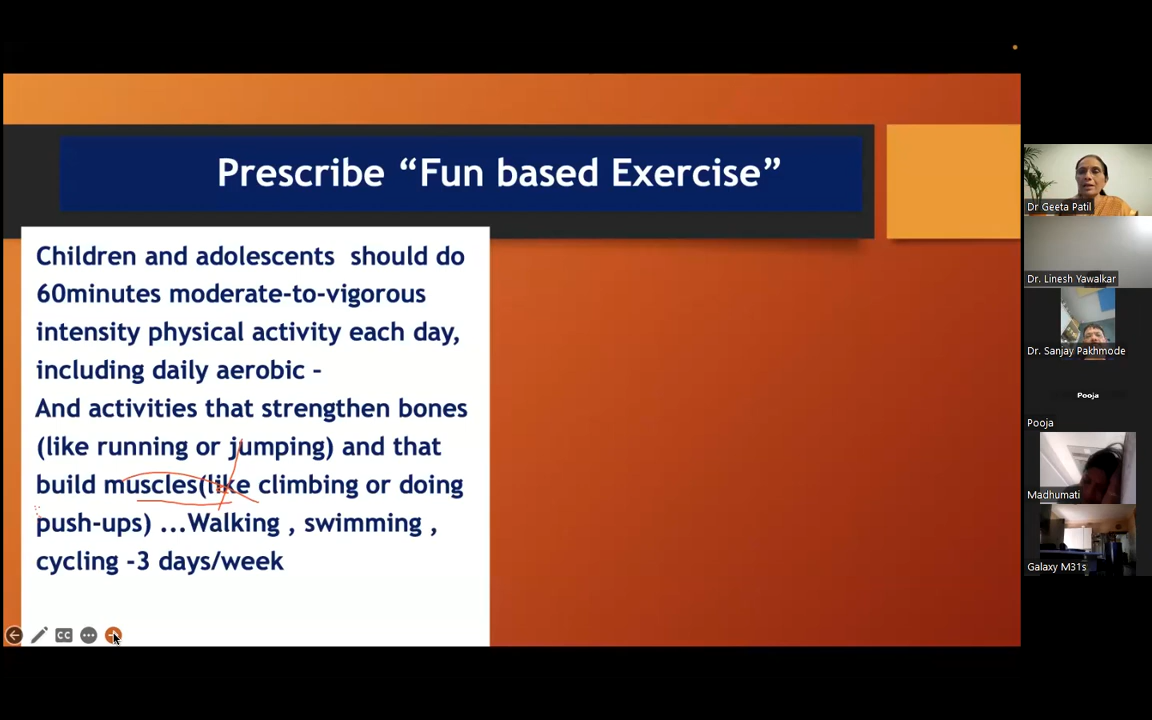 Prescribe “Fun based Exercise”
Children and adolescents should do
60minutes moderate-to-vigorous
intensity physical activity each day,
including daily aerobic –
And activities that strengthen bones
(like running or jumping) and that
build muscles(like climbing or doing
push-ups) ...Walking , swimming ,
cycling -3 days/week
CC
Dr Geeta Patil
Dr. Linesh Yawalkar
Dr. Sanjay Pakhmode
Pooja
Pooja
Madhumati
Galaxy M31s